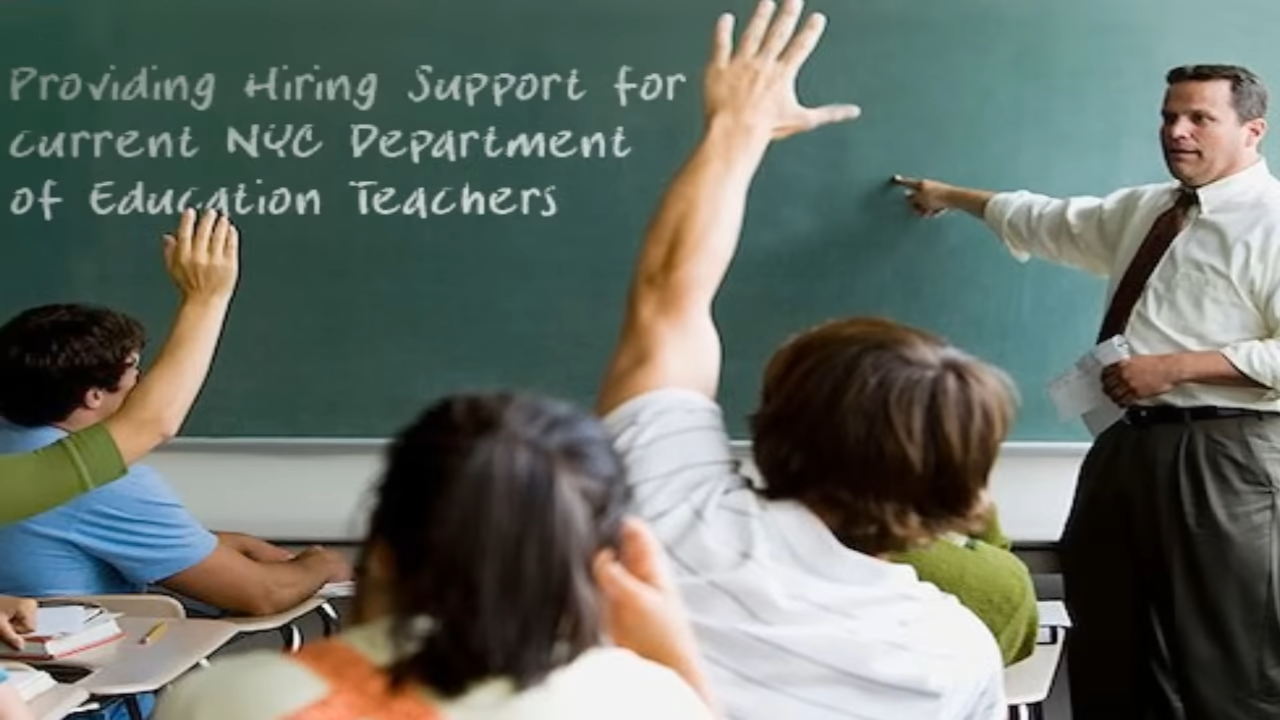 Providing Hiring Support for
current NYC Department
of Education Teachers